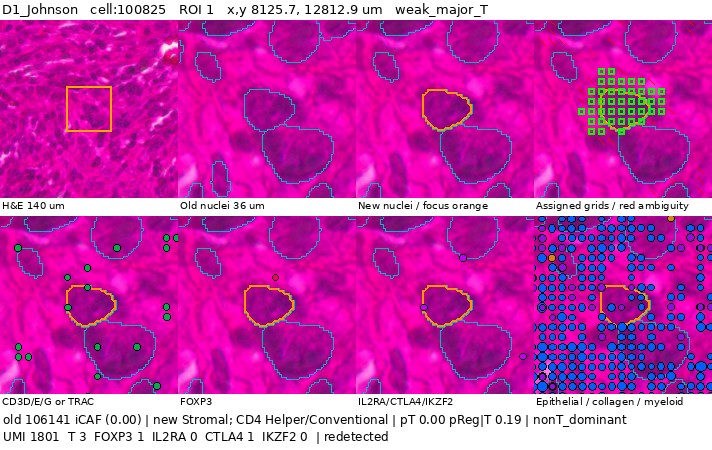 D1_Johnson cell:100825 ROI 1 x,y 8125.7, 12812.9 um weak_major_T
H&E 140 um
Old nuclei 36 um
New nuclei / focus orange
Assigned grids / red ambiguity
CD3D/E/G or TRAC
FOXP3
IL2RA/CTLA4/IKZF2
Epithelial / collagen / myeloid
old 106141 iCAF (0.00) | new Stromal; CD4 Helper/Conventional | pT 0.00 pReg|T 0.19 | nonT_dominant
UMI 1801 T 3 FOXP3 1 IL2RA 0 CTLA4 1 IKZF2 0 | redetected